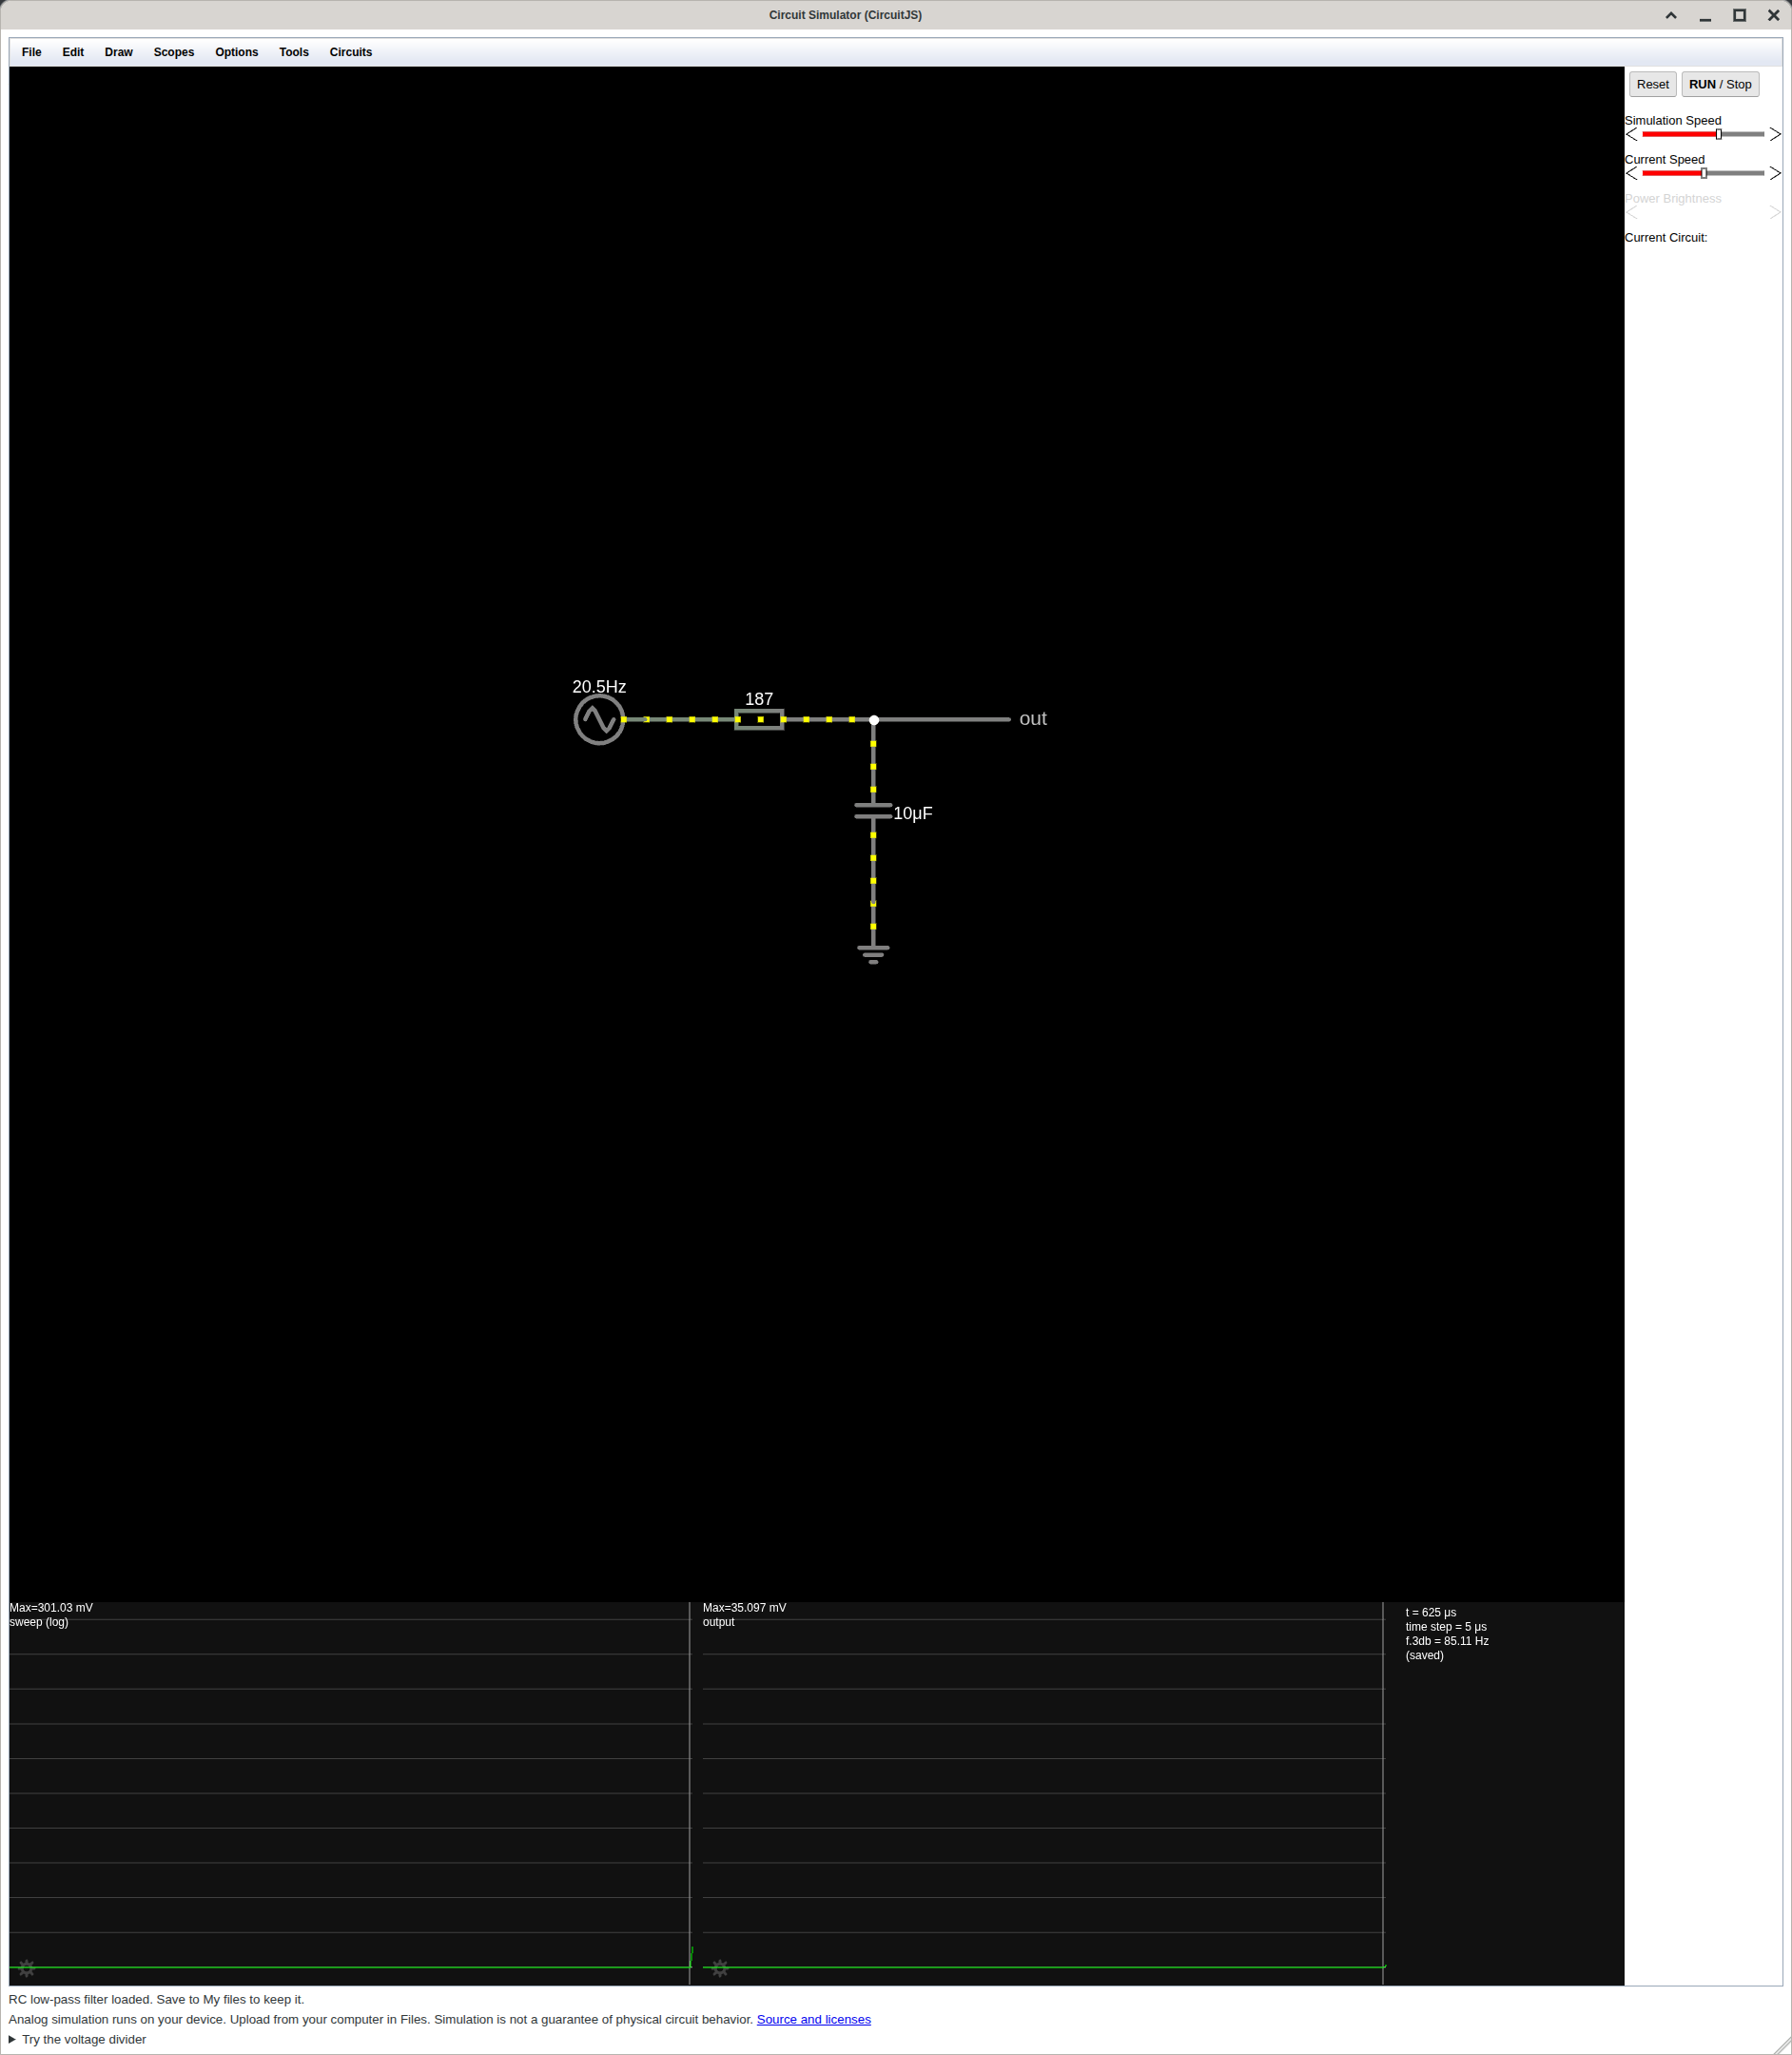 Circuit Simulator (CircuitJS)
File Edit Draw Scopes Options Tools Circuits
Reset RUN / Stop
Simulation Speed
Current Speed
Power Brightness
Current Circuit:
20.5Hz
187
out
10μF
Max=301.03 mV
sweep (log)
Max=35.097 mV
output
t = 625 μs
time step = 5 μs
f.3db = 85.11 Hz
(saved)
RC low-pass filter loaded. Save to My files to keep it.
Analog simulation runs on your device. Upload from your computer in Files. Simulation is not a guarantee of physical circuit behavior. Source and licenses
Try the voltage divider